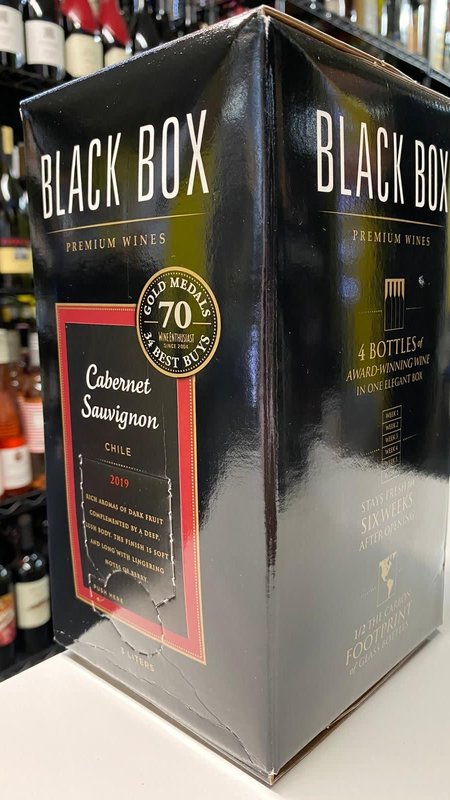 BLACK BOX
PREMIUM WINES
GOLD MEDALS
70
WINE ENTHUSIAST
SINCE 2004
34 BEST BUYS
Cabernet
Sauvignon
CHILE
2019
RICH AROMAS OF DARK FRUIT
COMPLEMENTED BY A DEEP,
LUSH BODY. THE FINISH IS SOFT
AND LONG WITH LINGERING
NOTES OF BERRY.
PUSH HERE
3 LITERS
BLACK BOX
PREMIUM WINES
4 BOTTLES of
AWARD-WINNING WINE
IN ONE ELEGANT BOX
WEEK 1
WEEK 2
WEEK 3
WEEK 4
STAYS FRESH for
SIX WEEKS
AFTER OPENING
1/2 THE CARBON
FOOTPRINT
of GLASS BOTTLES